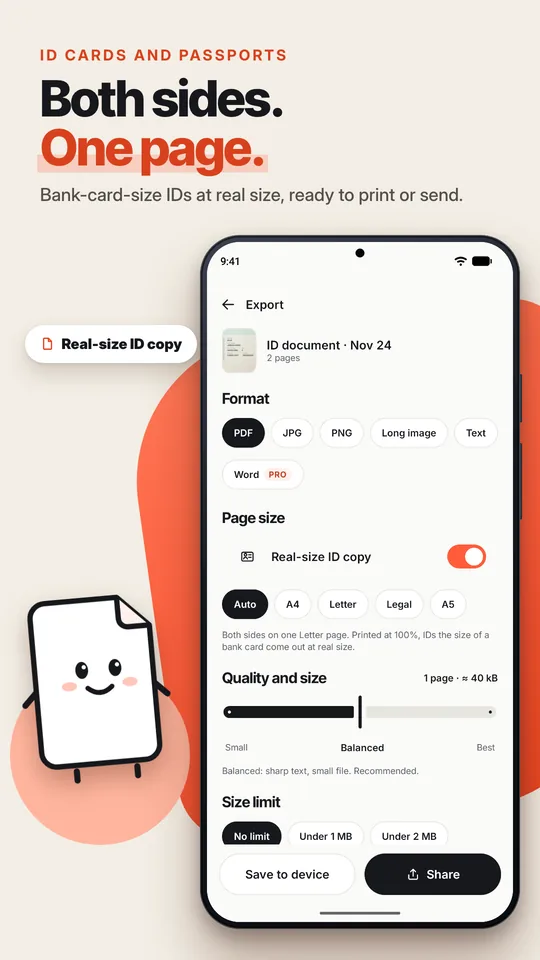 ID CARDS AND PASSPORTS
Both sides.
One page.
Bank-card-size IDs at real size, ready to print or send.
9:41
Export
Real-size ID copy
ID document · Nov 24
2 pages
Format
PDF JPG PNG Long image Text
Word PRO
Page size
Real-size ID copy
Auto A4 Letter Legal A5
Both sides on one Letter page. Printed at 100%, IDs the size of a
bank card come out at real size.
Quality and size 1 page · ≈ 40 kB
Small Balanced Best
Balanced: sharp text, small file. Recommended.
Size limit
No limit Under 1 MB Under 2 MB
Save to device Share